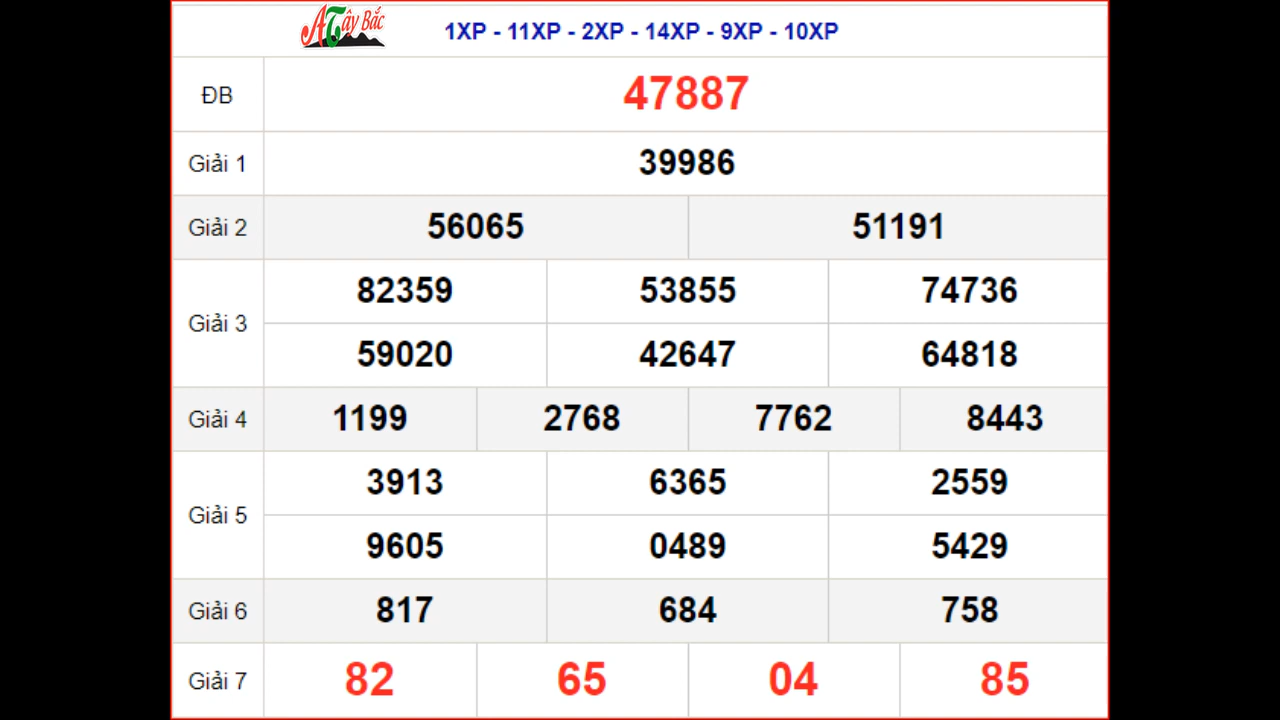 A Tây Bắc
1XP - 11XP - 2XP - 14XP - 9XP - 10XP
ĐB 47887
Giải 1 39986
Giải 2 56065 51191
Giải 3
82359 53855 74736
59020 42647 64818
Giải 4 1199 2768 7762 8443
Giải 5
3913 6365 2559
9605 0489 5429
Giải 6 817 684 758
Giải 7 82 65 04 85